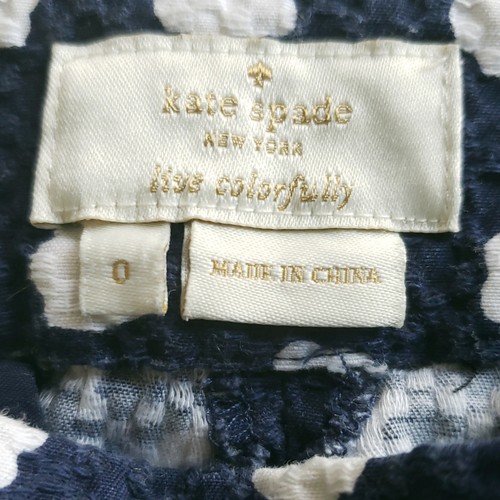 kate spade
NEW YORK
live colorfully
0
MADE IN CHINA